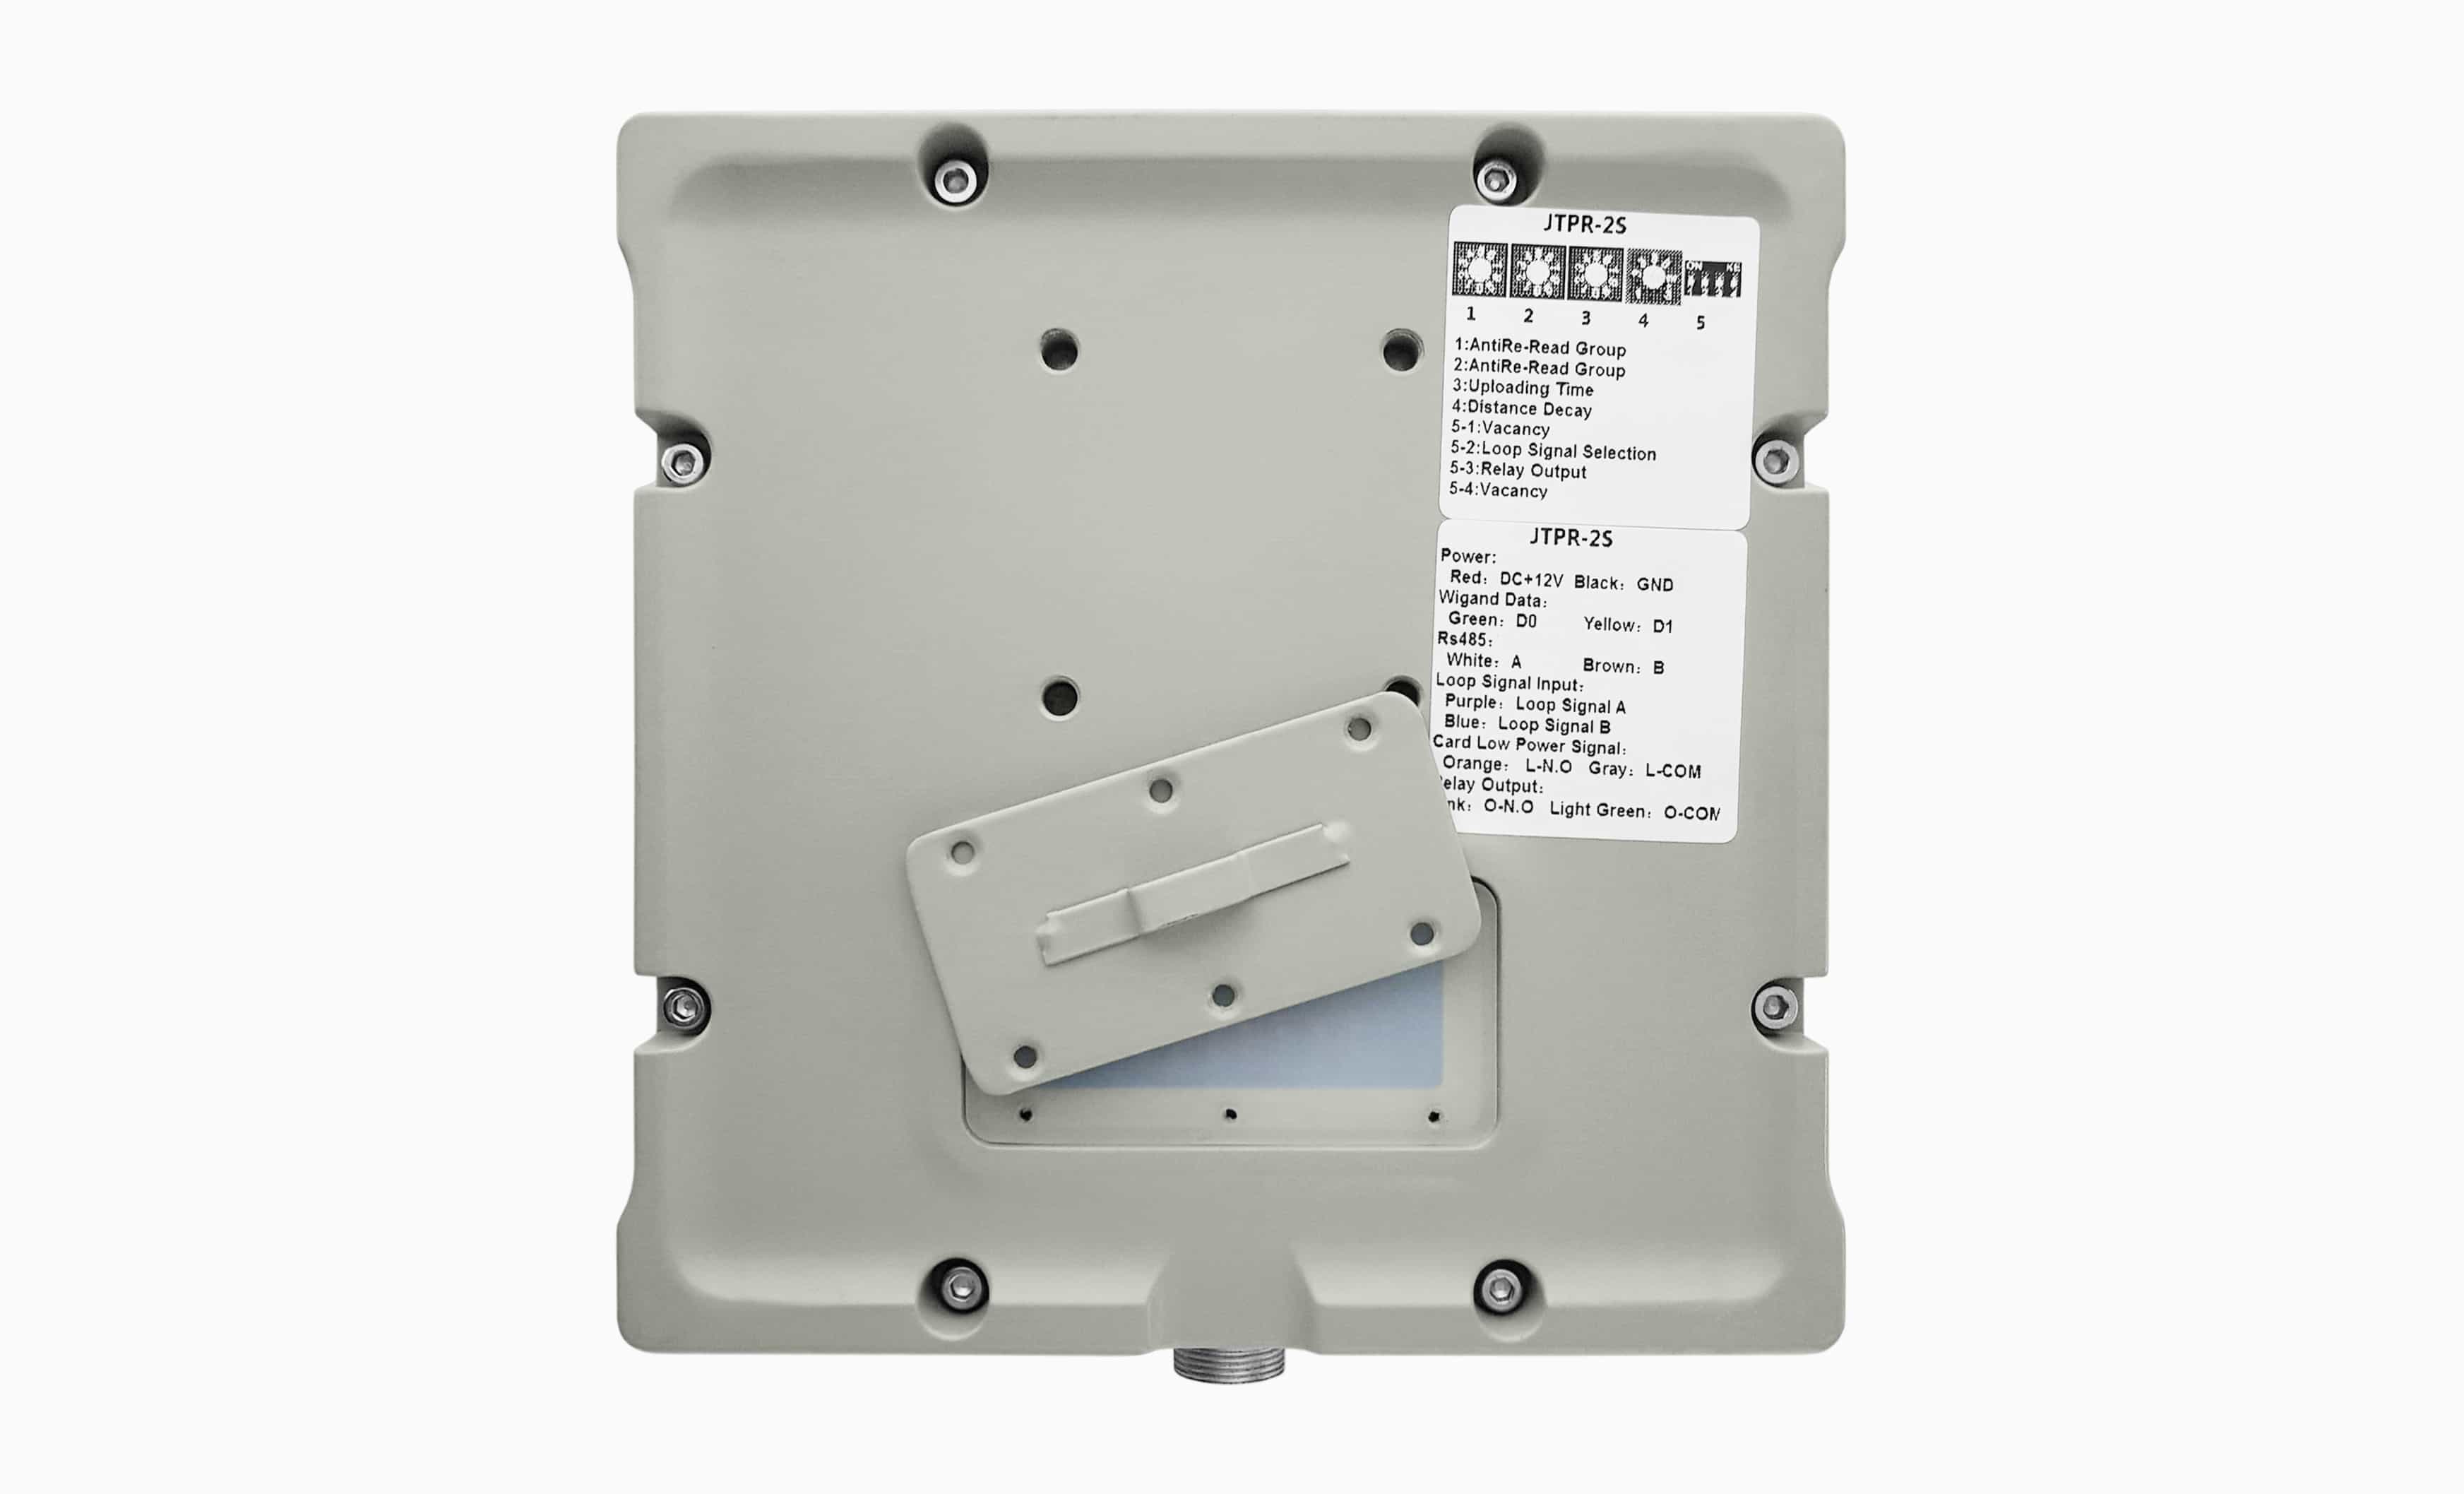 JTPR-2S
ON KE
1 2 3 4 5
1:AntiRe-Read Group
2:AntiRe-Read Group
3:Uploading Time
4:Distance Decay
5-1:Vacancy
5-2:Loop Signal Selection
5-3:Relay Output
5-4:Vacancy
JTPR-2S
Power:
Red: DC+12V Black: GND
Wigand Data:
Green: D0 Yellow: D1
Rs485:
White: A Brown: B
Loop Signal Input:
Purple: Loop Signal A
Blue: Loop Signal B
Card Low Power Signal:
Orange: L-N.O Gray: L-COM
elay Output:
nk: O-N.O Light Green: O-COM